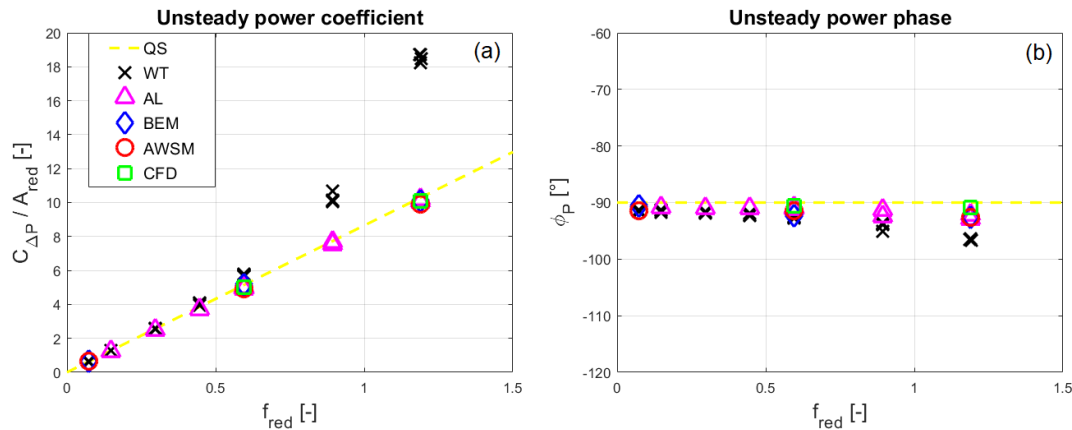 Unsteady power coefficient
(a)
QS
WT
AL
BEM
AWSM
CFD
20
18
16
14
12
10
8
6
4
2
0
C_ΔP / A_red [-]
0 0.5 1 1.5
f_red [-]
Unsteady power phase
(b)
-60
-70
-80
-90
-100
-110
-120
ϕ_P [°]
0 0.5 1 1.5
f_red [-]